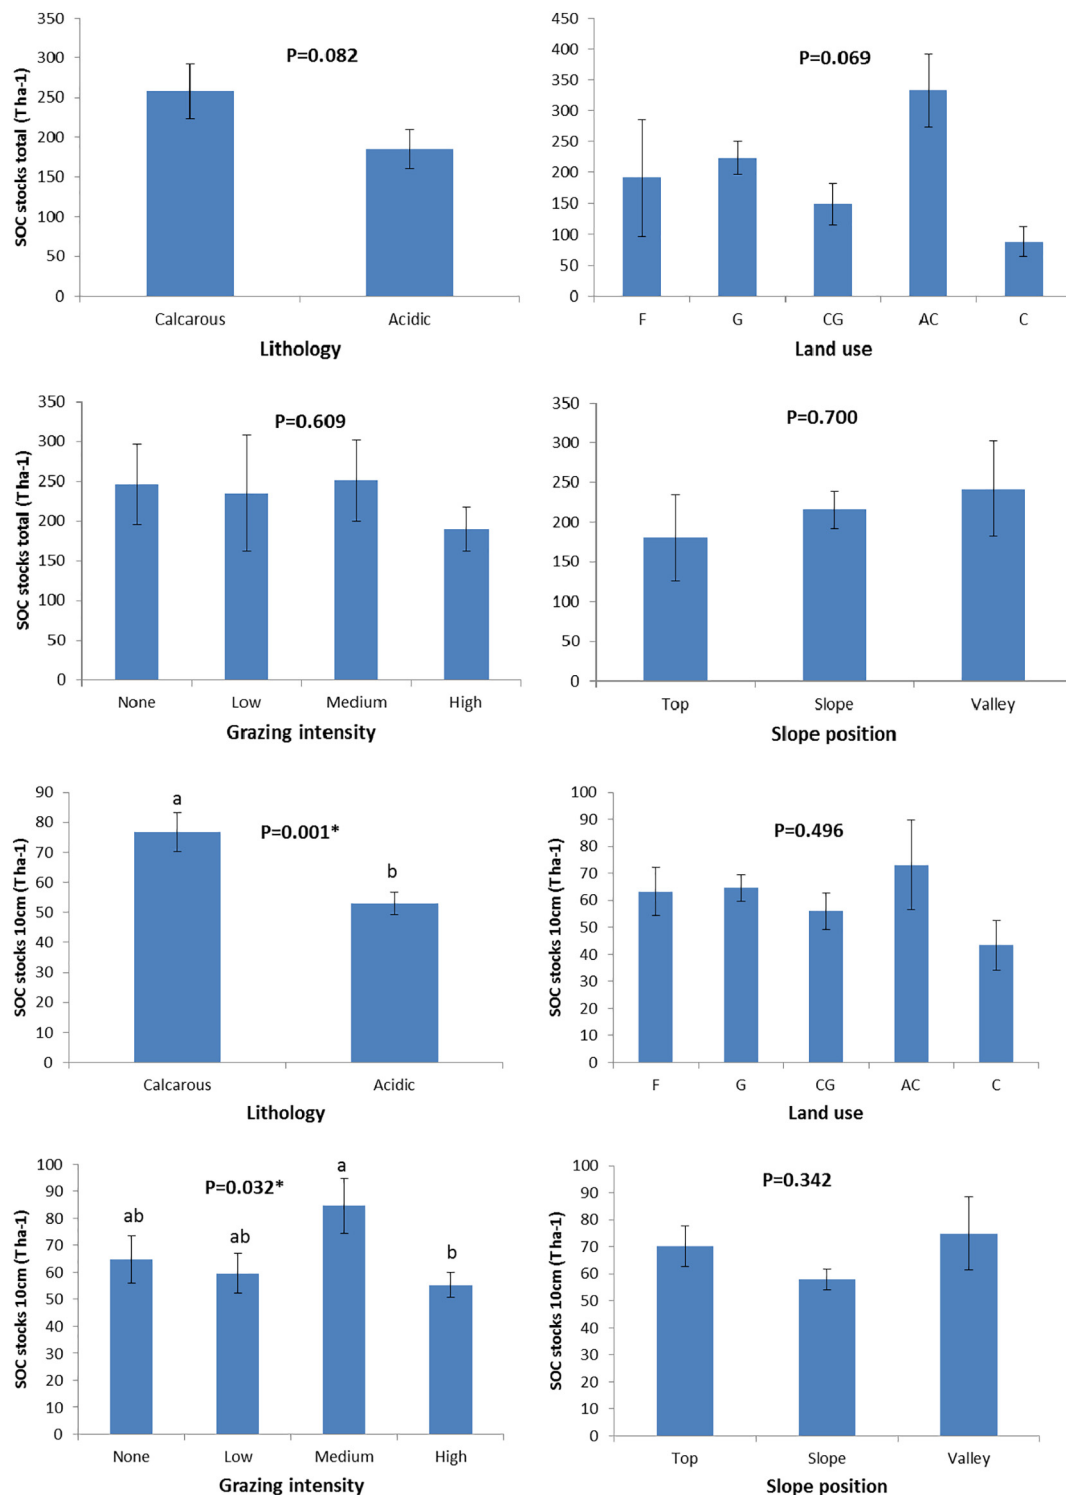 SOC stocks total (T ha-1)
350
300
250
200
150
100
50
0
P=0.082
Calcarous Acidic
Lithology
450
400
350
300
250
200
150
100
50
0
P=0.069
F G CG AC C
Land use
SOC stocks total (T ha-1)
350
300
250
200
150
100
50
0
P=0.609
None Low Medium High
Grazing intensity
350
300
250
200
150
100
50
0
P=0.700
Top Slope Valley
Slope position
SOC stocks 10cm (T ha-1)
90
80
70
60
50
40
30
20
10
0
a
P=0.001*
b
Calcarous Acidic
Lithology
SOC stocks 10cm (T ha-1)
100
90
80
70
60
50
40
30
20
10
0
P=0.496
F G CG AC C
Land use
SOC stocks 10cm (T ha-1)
100
90
80
70
60
50
40
30
20
10
0
a
P=0.032*
ab ab b
None Low Medium High
Grazing intensity
SOC stocks 10cm (T ha-1)
100
90
80
70
60
50
40
30
20
10
0
P=0.342
Top Slope Valley
Slope position